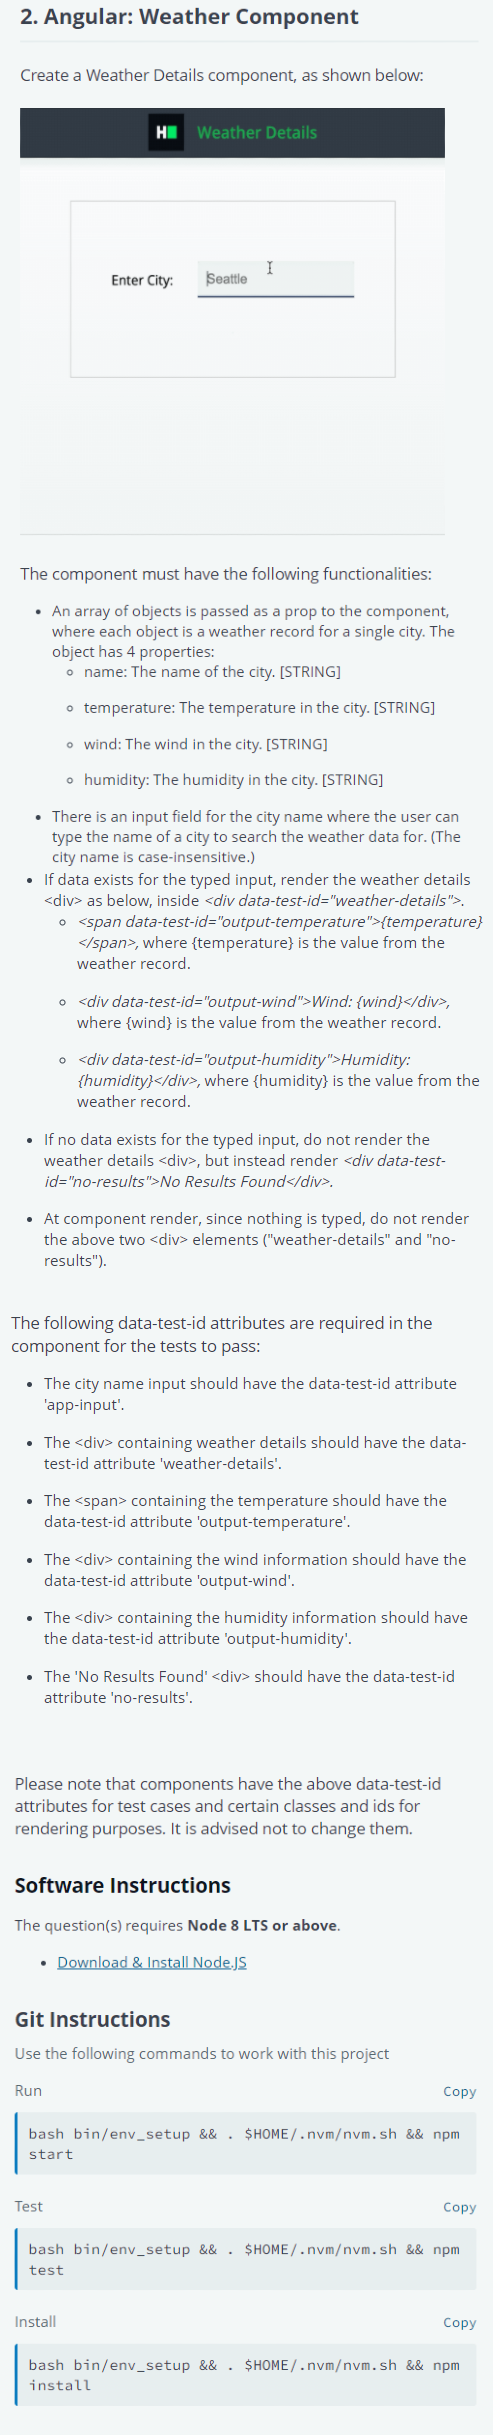 2. Angular: Weather Component
Create a Weather Details component, as shown below:
H
Weather Details
Enter City:
Seattle
The component must have the following functionalities:
• An array of objects is passed as a prop to the component,
where each object is a weather record for a single city. The
object has 4 properties:
◦ name: The name of the city. [STRING]
◦ temperature: The temperature in the city. [STRING]
◦ wind: The wind in the city. [STRING]
◦ humidity: The humidity in the city. [STRING]
• There is an input field for the city name where the user can
type the name of a city to search the weather data for. (The
city name is case-insensitive.)
• If data exists for the typed input, render the weather details
<div> as below, inside <div data-test-id="weather-details">.
◦ <span data-test-id="output-temperature">{temperature}
</span>, where {temperature} is the value from the
weather record.
◦ <div data-test-id="output-wind">Wind: {wind}</div>,
where {wind} is the value from the weather record.
◦ <div data-test-id="output-humidity">Humidity:
{humidity}</div>, where {humidity} is the value from the
weather record.
• If no data exists for the typed input, do not render the
weather details <div>, but instead render <div data-test-
id="no-results">No Results Found</div>.
• At component render, since nothing is typed, do not render
the above two <div> elements ("weather-details" and "no-
results").
The following data-test-id attributes are required in the
component for the tests to pass:
• The city name input should have the data-test-id attribute
'app-input'.
• The <div> containing weather details should have the data-
test-id attribute 'weather-details'.
• The <span> containing the temperature should have the
data-test-id attribute 'output-temperature'.
• The <div> containing the wind information should have the
data-test-id attribute 'output-wind'.
• The <div> containing the humidity information should have
the data-test-id attribute 'output-humidity'.
• The 'No Results Found' <div> should have the data-test-id
attribute 'no-results'.
Please note that components have the above data-test-id
attributes for test cases and certain classes and ids for
rendering purposes. It is advised not to change them.
Software Instructions
The question(s) requires Node 8 LTS or above.
• Download & Install Node.JS
Git Instructions
Use the following commands to work with this project
Run
Copy
bash bin/env_setup && . $HOME/.nvm/nvm.sh && npm
start
Test
Copy
bash bin/env_setup && . $HOME/.nvm/nvm.sh && npm
test
Install
Copy
bash bin/env_setup && . $HOME/.nvm/nvm.sh && npm
install